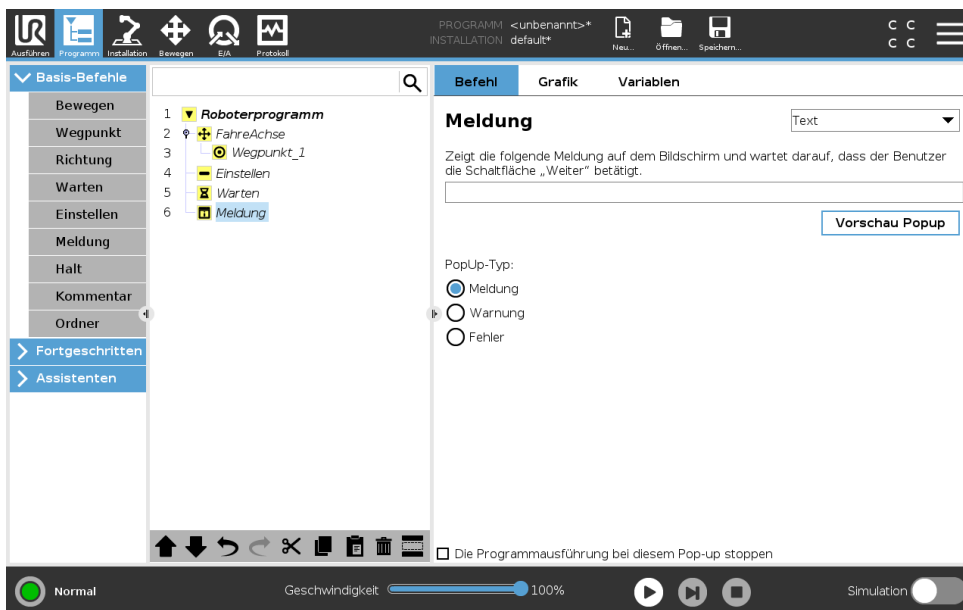 UR
PROGRAMM <unbenannt>*
INSTALLATION default*
Ausführen Programm Installation Bewegen E/A Protokoll Neu... Öffnen... Speichern...
C C
C C
Basis-Befehle
Bewegen
Wegpunkt
Richtung
Warten
Einstellen
Meldung
Halt
Kommentar
Ordner
Fortgeschritten
Assistenten
1 Roboterprogramm
2 FahreAchse
3 Wegpunkt_1
4 Einstellen
5 Warten
6 Meldung
Befehl Grafik Variablen
Meldung Text
Zeigt die folgende Meldung auf dem Bildschirm und wartet darauf, dass der Benutzer
die Schaltfläche „Weiter“ betätigt.
Vorschau Popup
PopUp-Typ:
Meldung
Warnung
Fehler
Die Programmausführung bei diesem Pop-up stoppen
Normal Geschwindigkeit 100% Simulation